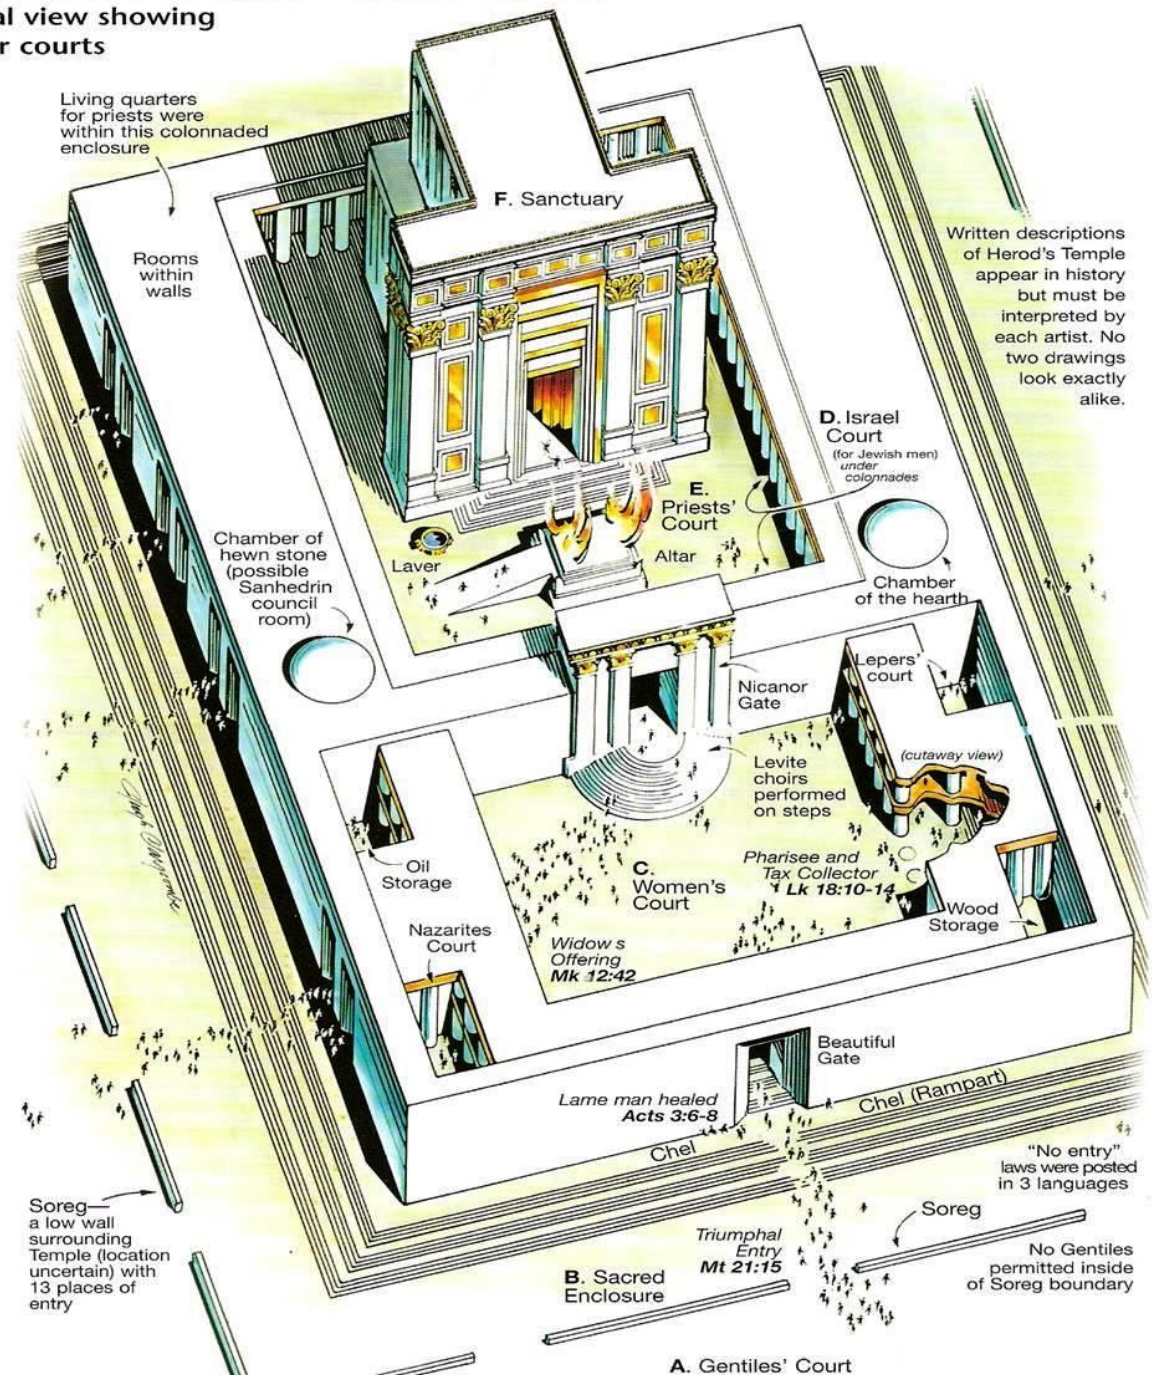 al view showing
r courts
Living quarters
for priests were
within this colonnaded
enclosure
F. Sanctuary
Rooms
within
walls
Written descriptions
of Herod's Temple
appear in history
but must be
interpreted by
each artist. No
two drawings
look exactly
alike.
D. Israel
Court
(for Jewish men)
under
colonnades
E.
Priests'
Court
Altar
Laver
Chamber of
hewn stone
(possible
Sanhedrin
council
room)
Chamber
of the hearth
Lepers'
court
Nicanor
Gate
(cutaway view)
Levite
choirs
performed
on steps
Oil
Storage
C.
Women's
Court
Pharisee and
Tax Collector
Lk 18:10-14
Wood
Storage
Nazarites
Court
Widow s
Offering
Mk 12:42
Beautiful
Gate
Lame man healed
Acts 3:6-8
Chel (Rampart)
Chel
"No entry"
laws were posted
in 3 languages
Soreg—
a low wall
surrounding
Temple (location
uncertain) with
13 places of
entry
Soreg
Triumphal
Entry
Mt 21:15
No Gentiles
permitted inside
of Soreg boundary
B. Sacred
Enclosure
A. Gentiles' Court